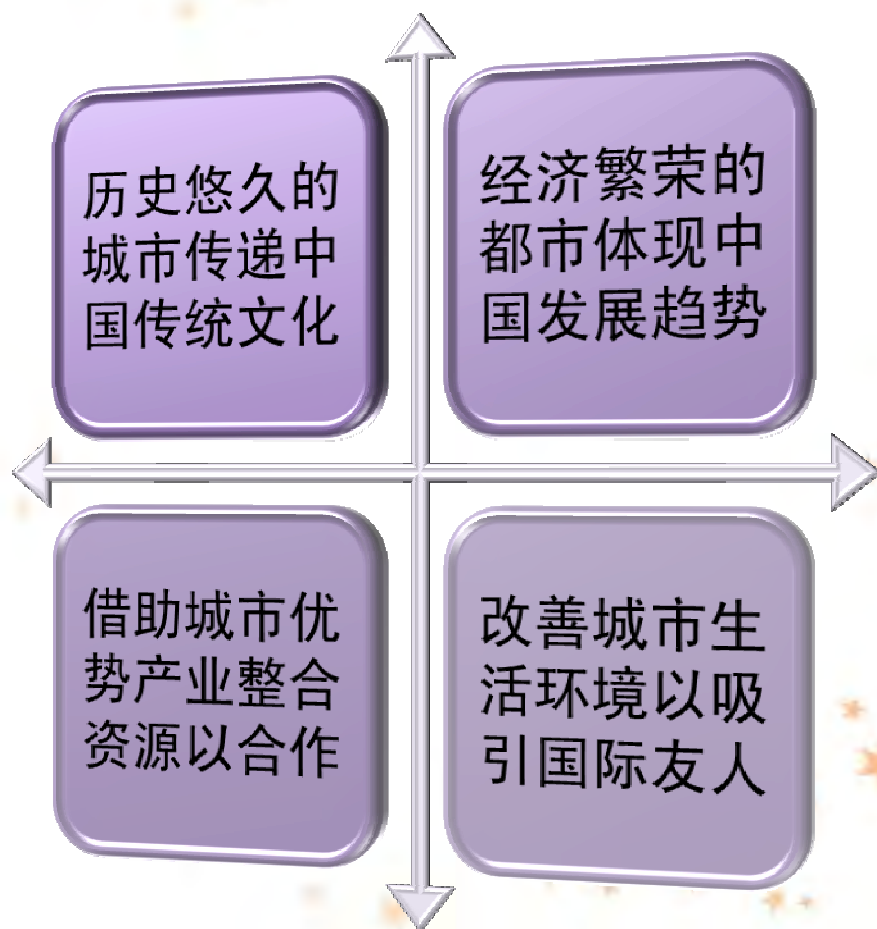 历史悠久的
城市传递中
国传统文化
经济繁荣的
都市体现中
国发展趋势
借助城市优
势产业整合
资源以合作
改善城市生
活环境以吸
引国际友人